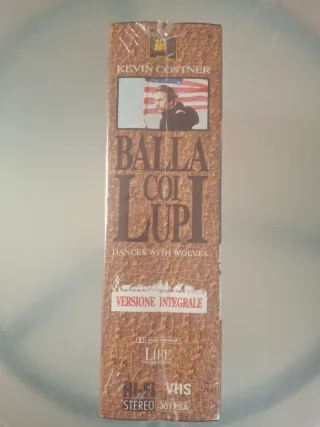 KEVIN COSTNER
BALLA
COI
LUPI
DANCES WITH WOLVES
VERSIONE INTEGRALE
LIFE
HI-FI
STEREO
VHS